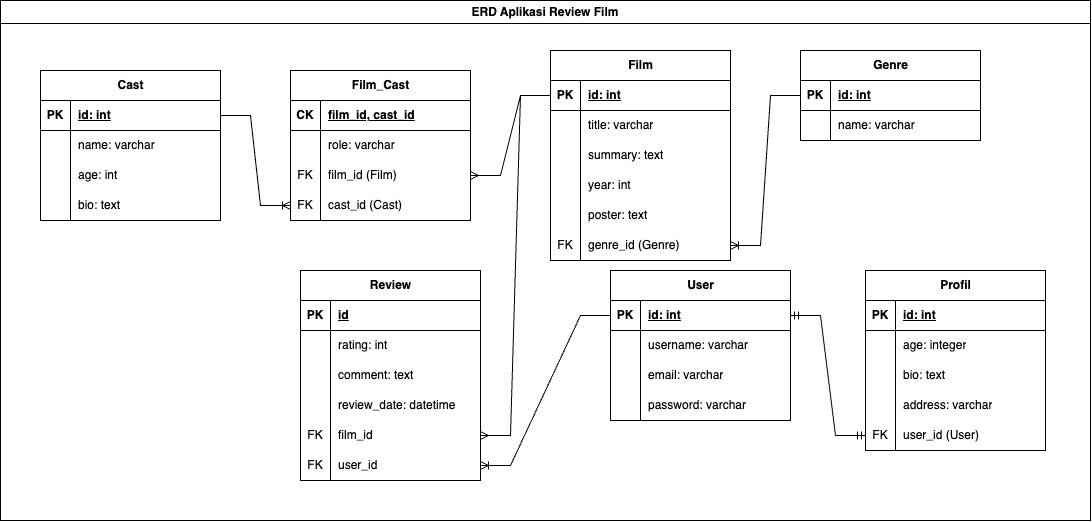 ERD Aplikasi Review Film
Cast
PK id: int
name: varchar
age: int
bio: text
Film_Cast
CK film_id, cast_id
role: varchar
FK film_id (Film)
FK cast_id (Cast)
Film
PK id: int
title: varchar
summary: text
year: int
poster: text
FK genre_id (Genre)
Genre
PK id: int
name: varchar
Review
PK id
rating: int
comment: text
review_date: datetime
FK film_id
FK user_id
User
PK id: int
username: varchar
email: varchar
password: varchar
Profil
PK id: int
age: integer
bio: text
address: varchar
FK user_id (User)